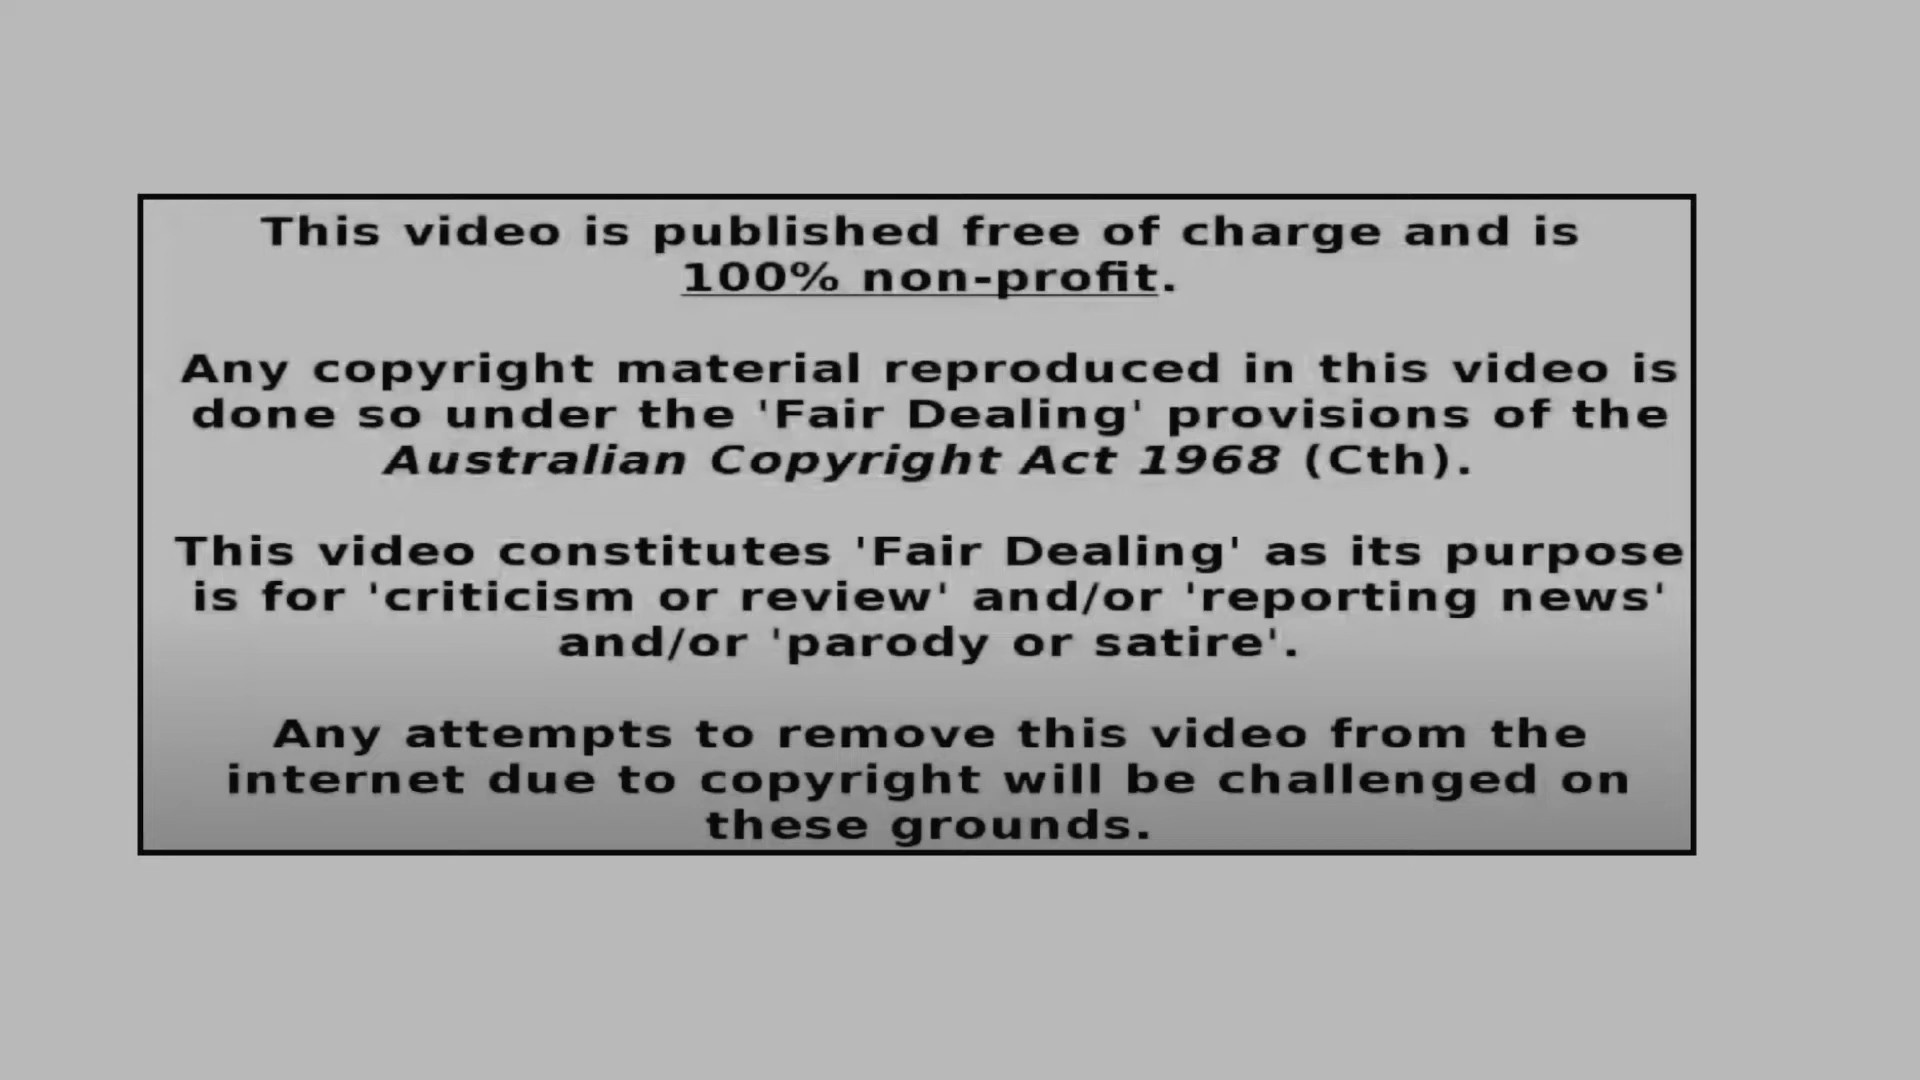 This video is published free of charge and is
100% non-profit.
Any copyright material reproduced in this video is
done so under the 'Fair Dealing' provisions of the
Australian Copyright Act 1968 (Cth).
This video constitutes 'Fair Dealing' as its purpose
is for 'criticism or review' and/or 'reporting news'
and/or 'parody or satire'.
Any attempts to remove this video from the
internet due to copyright will be challenged on
these grounds.